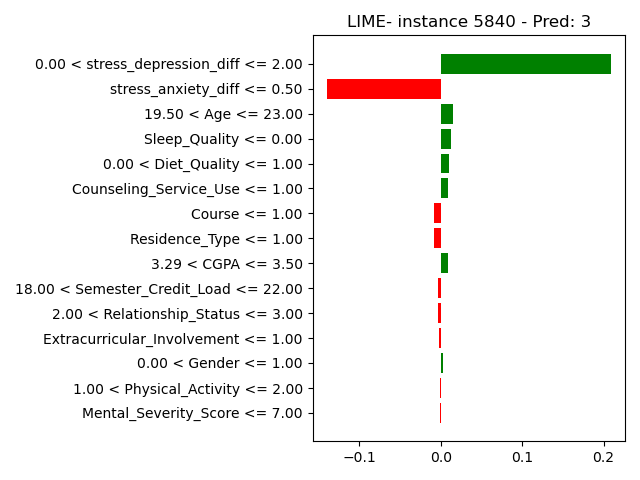 LIME- instance 5840 - Pred: 3
0.00 < stress_depression_diff <= 2.00
stress_anxiety_diff <= 0.50
19.50 < Age <= 23.00
Sleep_Quality <= 0.00
0.00 < Diet_Quality <= 1.00
Counseling_Service_Use <= 1.00
Course <= 1.00
Residence_Type <= 1.00
3.29 < CGPA <= 3.50
18.00 < Semester_Credit_Load <= 22.00
2.00 < Relationship_Status <= 3.00
Extracurricular_Involvement <= 1.00
0.00 < Gender <= 1.00
1.00 < Physical_Activity <= 2.00
Mental_Severity_Score <= 7.00
−0.1 0.0 0.1 0.2